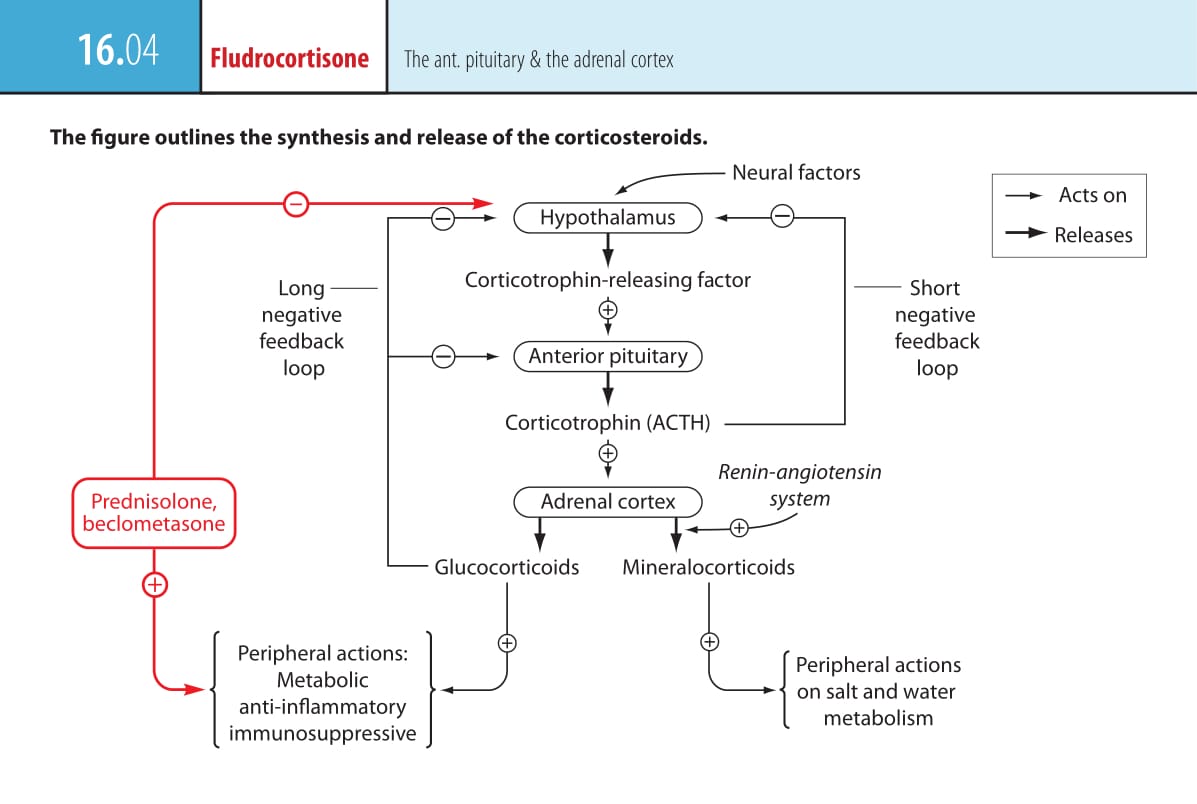 16.04
Fludrocortisone
The ant. pituitary & the adrenal cortex
The figure outlines the synthesis and release of the corticosteroids.
Neural factors
Hypothalamus
Acts on
Releases
Corticotrophin-releasing factor
Long
negative
feedback
loop
Short
negative
feedback
loop
Anterior pituitary
Corticotrophin (ACTH)
Renin-angiotensin
system
Adrenal cortex
Prednisolone,
beclometasone
Glucocorticoids
Mineralocorticoids
Peripheral actions:
Metabolic
anti-inflammatory
immunosuppressive
Peripheral actions
on salt and water
metabolism